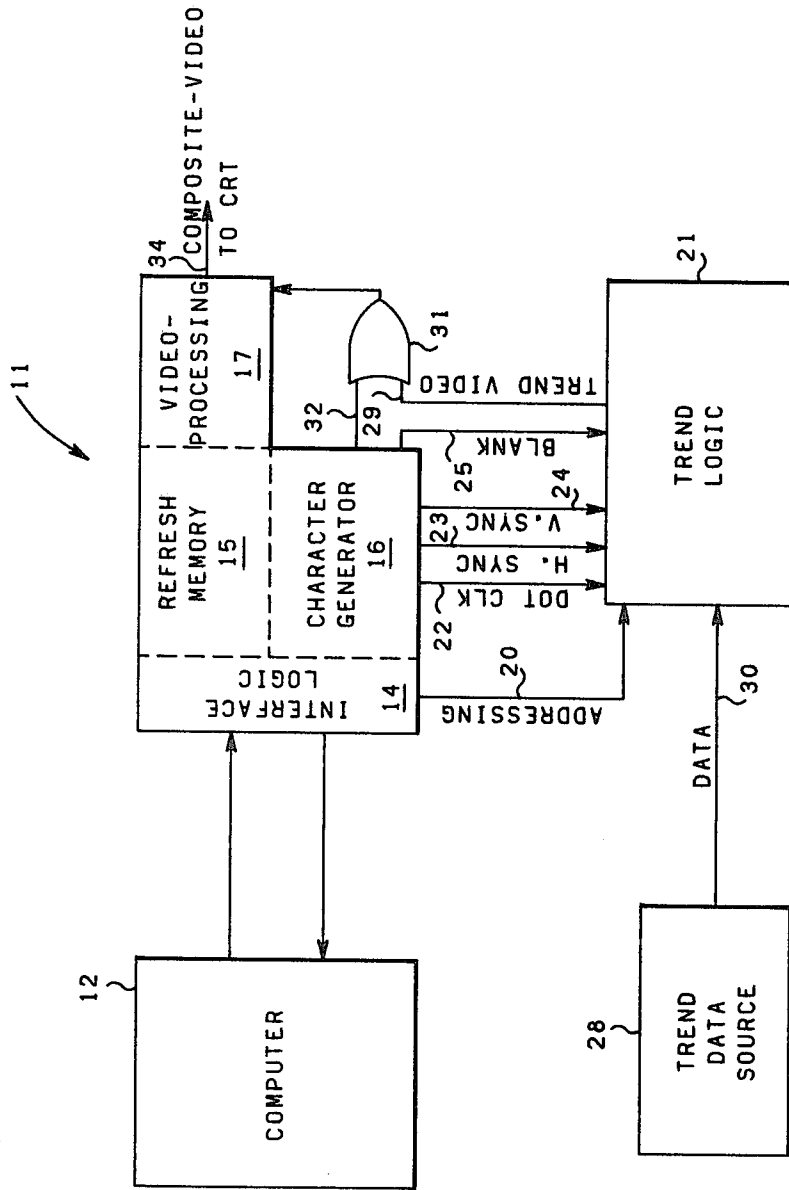 11
12
COMPUTER
INTERFACE
LOGIC
14
REFRESH
MEMORY
15
CHARACTER
GENERATOR
16
VIDEO-
PROCESSING
17
34
COMPOSITE-VIDEO
TO CRT
31
32
29
TREND VIDEO
BLANK
25
24
V.SYNC
23
H. SYNC
DOT CLK
22
20
ADDRESSING
21
TREND
LOGIC
DATA
30
28
TREND
DATA
SOURCE